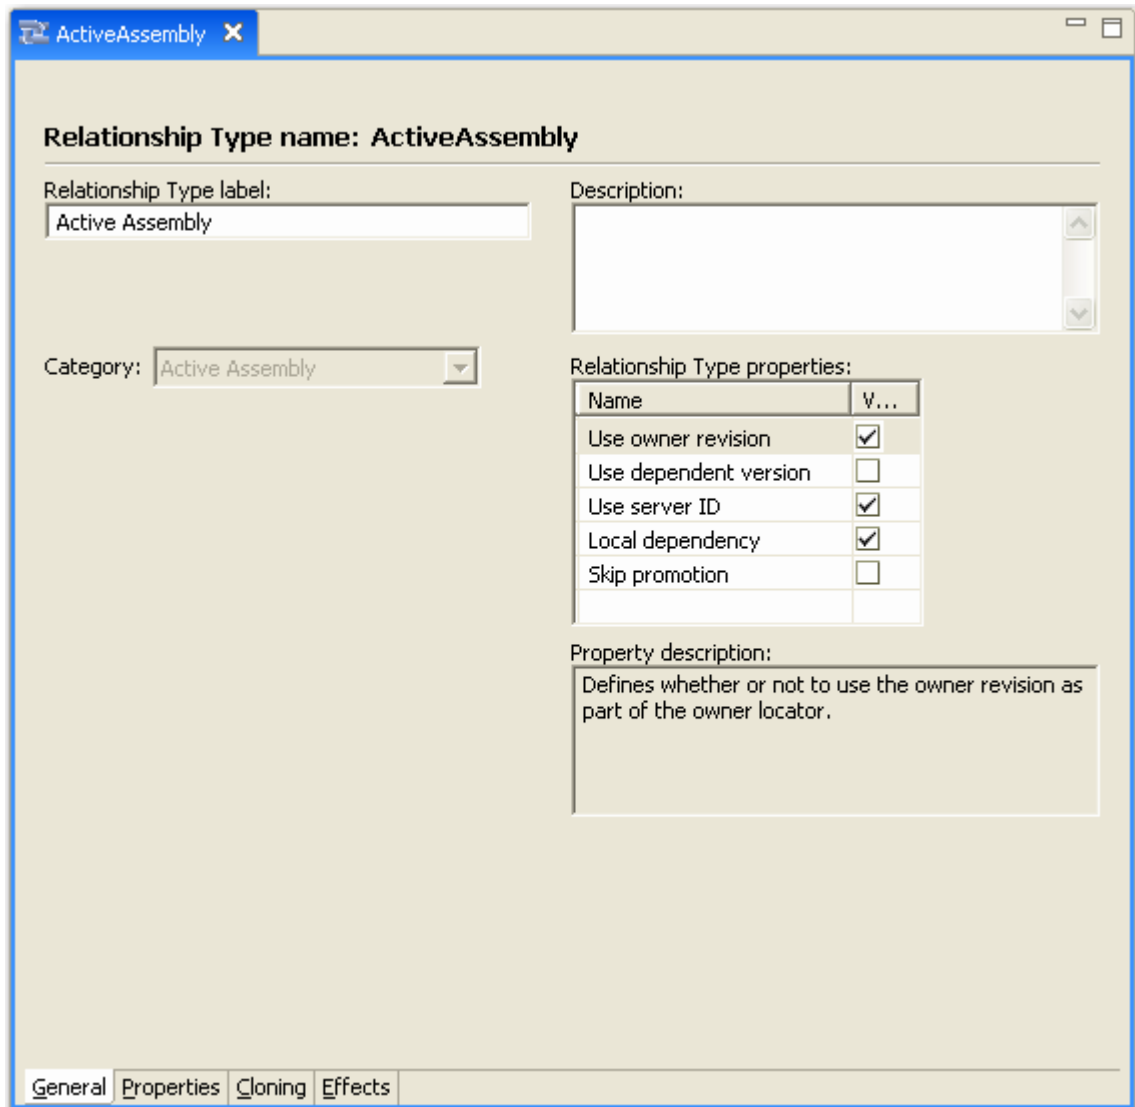 ActiveAssembly
Relationship Type name: ActiveAssembly
Relationship Type label:
Active Assembly
Description:
Category:
Active Assembly
Relationship Type properties:
Name V...
Use owner revision
Use dependent version
Use server ID
Local dependency
Skip promotion
Property description:
Defines whether or not to use the owner revision as
part of the owner locator.
General Properties Cloning Effects